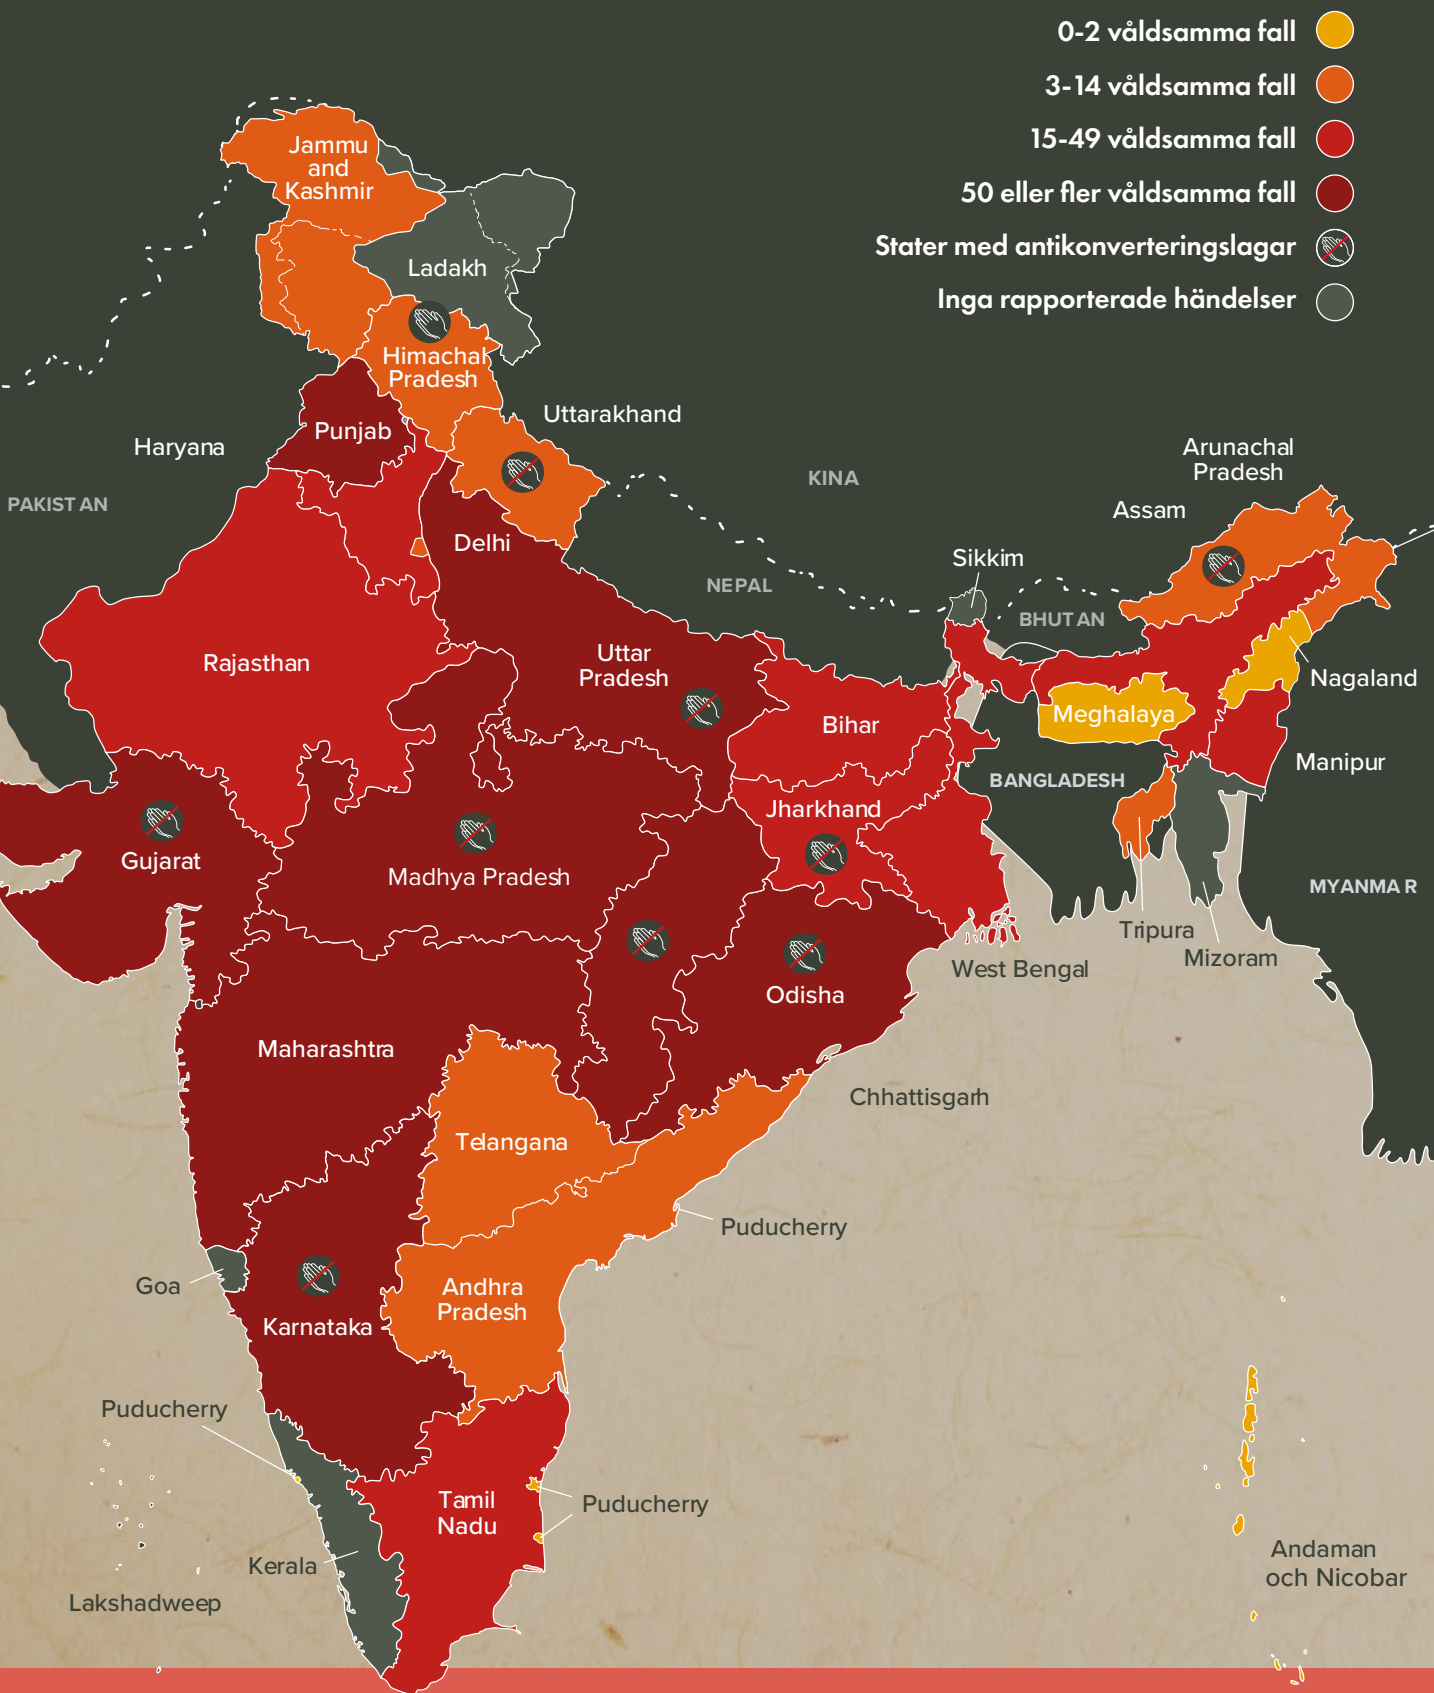 0-2 våldsamma fall
3-14 våldsamma fall
15-49 våldsamma fall
50 eller fler våldsamma fall
Stater med antikonverteringslagar
Inga rapporterade händelser
Jammu
and
Kashmir
Ladakh
Himachal
Pradesh
Uttarakhand
Punjab
Haryana
PAKISTAN
KINA
Arunachal
Pradesh
Assam
Delhi
Sikkim
NEPAL
BHUTAN
Rajasthan
Uttar
Pradesh
Nagaland
Meghalaya
Bihar
Manipur
BANGLADESH
Jharkhand
Gujarat
Madhya Pradesh
MYANMAR
Tripura
Mizoram
West Bengal
Odisha
Maharashtra
Chhattisgarh
Telangana
Puducherry
Goa
Andhra
Pradesh
Karnataka
Puducherry
Tamil
Nadu
Puducherry
Kerala
Andaman
och Nicobar
Lakshadweep